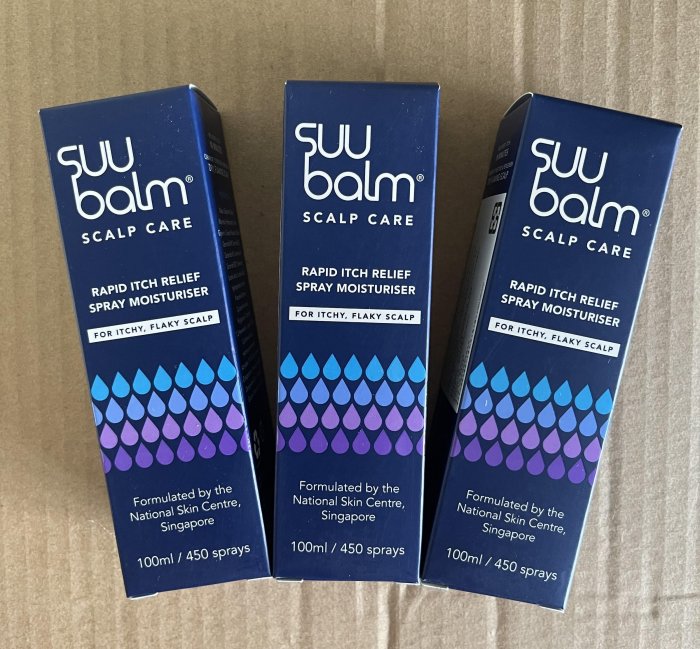 SUU
balm®
SCALP CARE
RAPID ITCH RELIEF
SPRAY MOISTURISER
FOR ITCHY, FLAKY SCALP
Formulated by the
National Skin Centre,
Singapore
100ml / 450 sprays
SUU
balm®
SCALP CARE
RAPID ITCH RELIEF
SPRAY MOISTURISER
FOR ITCHY, FLAKY SCALP
Formulated by the
National Skin Centre,
Singapore
100ml / 450 sprays
SUU
balm®
SCALP CARE
RAPID ITCH RELIEF
SPRAY MOISTURISER
FOR ITCHY, FLAKY SCALP
Formulated by the
National Skin Centre,
Singapore
100ml / 450 sprays